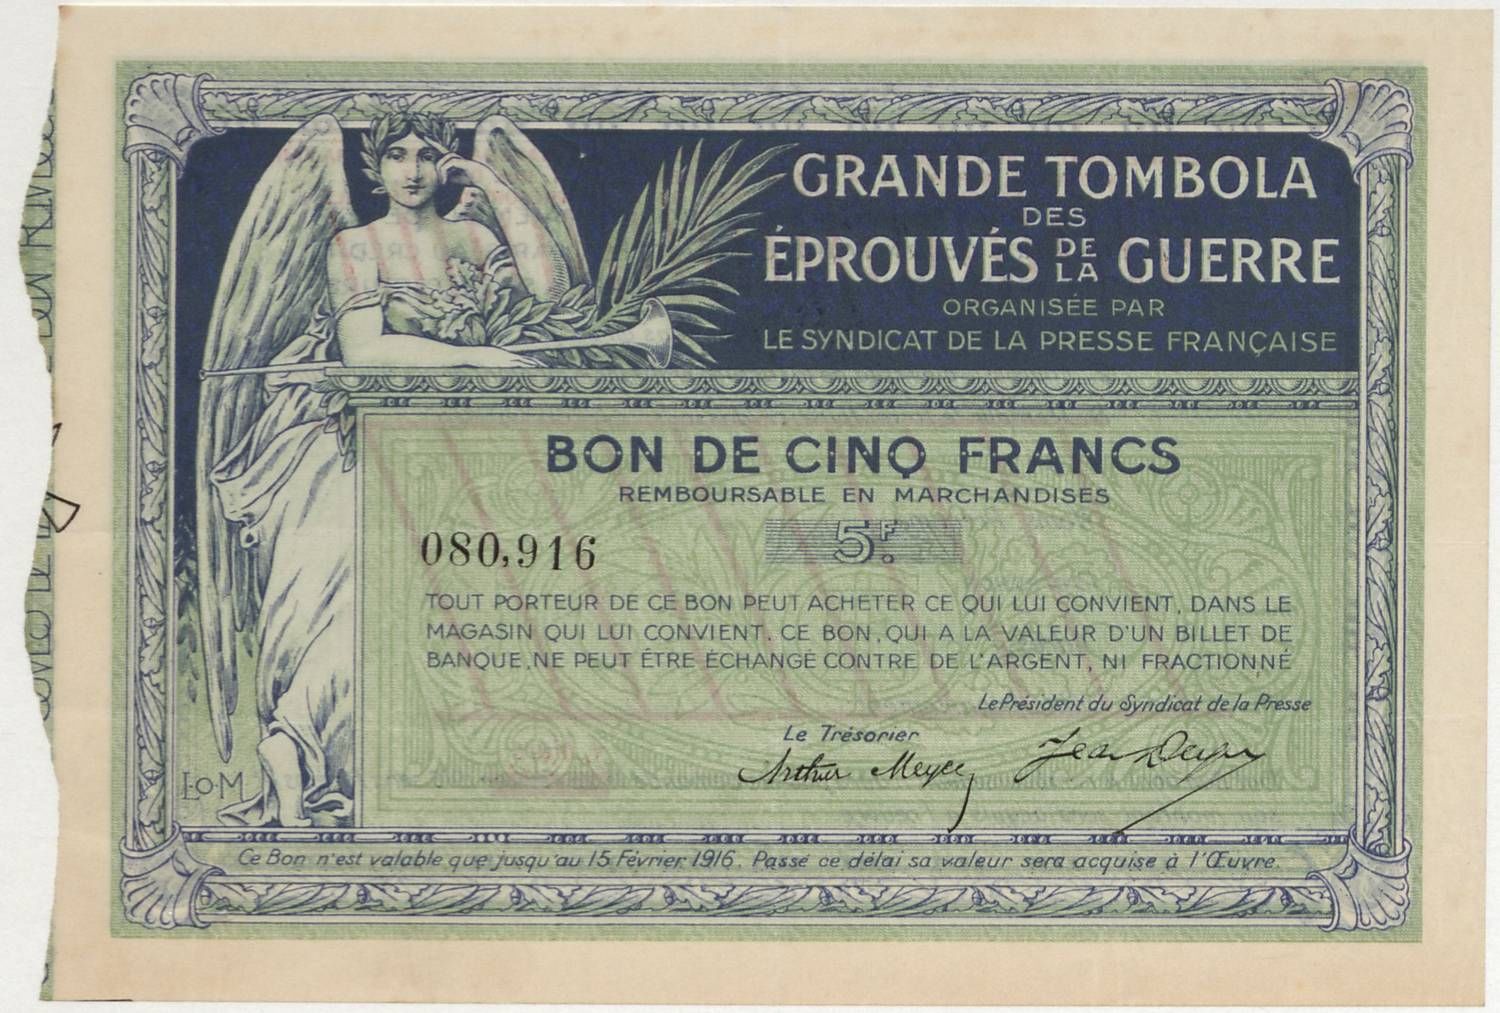 GRANDE TOMBOLA
DES
ÉPROUVÉS DE LA GUERRE
ORGANISÉE PAR
LE SYNDICAT DE LA PRESSE FRANÇAISE
BON DE CINQ FRANCS
REMBOURSABLE EN MARCHANDISES
080,916
5F.
TOUT PORTEUR DE CE BON PEUT ACHETER CE QUI LUI CONVIENT, DANS LE
MAGASIN QUI LUI CONVIENT. CE BON, QUI A LA VALEUR D'UN BILLET DE
BANQUE, NE PEUT ÊTRE ÉCHANGÉ CONTRE DE L'ARGENT, NI FRACTIONNÉ
Le Président du Syndicat de la Presse
Le Trésorier
Arthur Meyer
Jean Dupuy
L·O·M
Ce Bon n'est valable que jusqu'au 15 Février 1916. Passé ce délai sa valeur sera acquise à l'Œuvre.